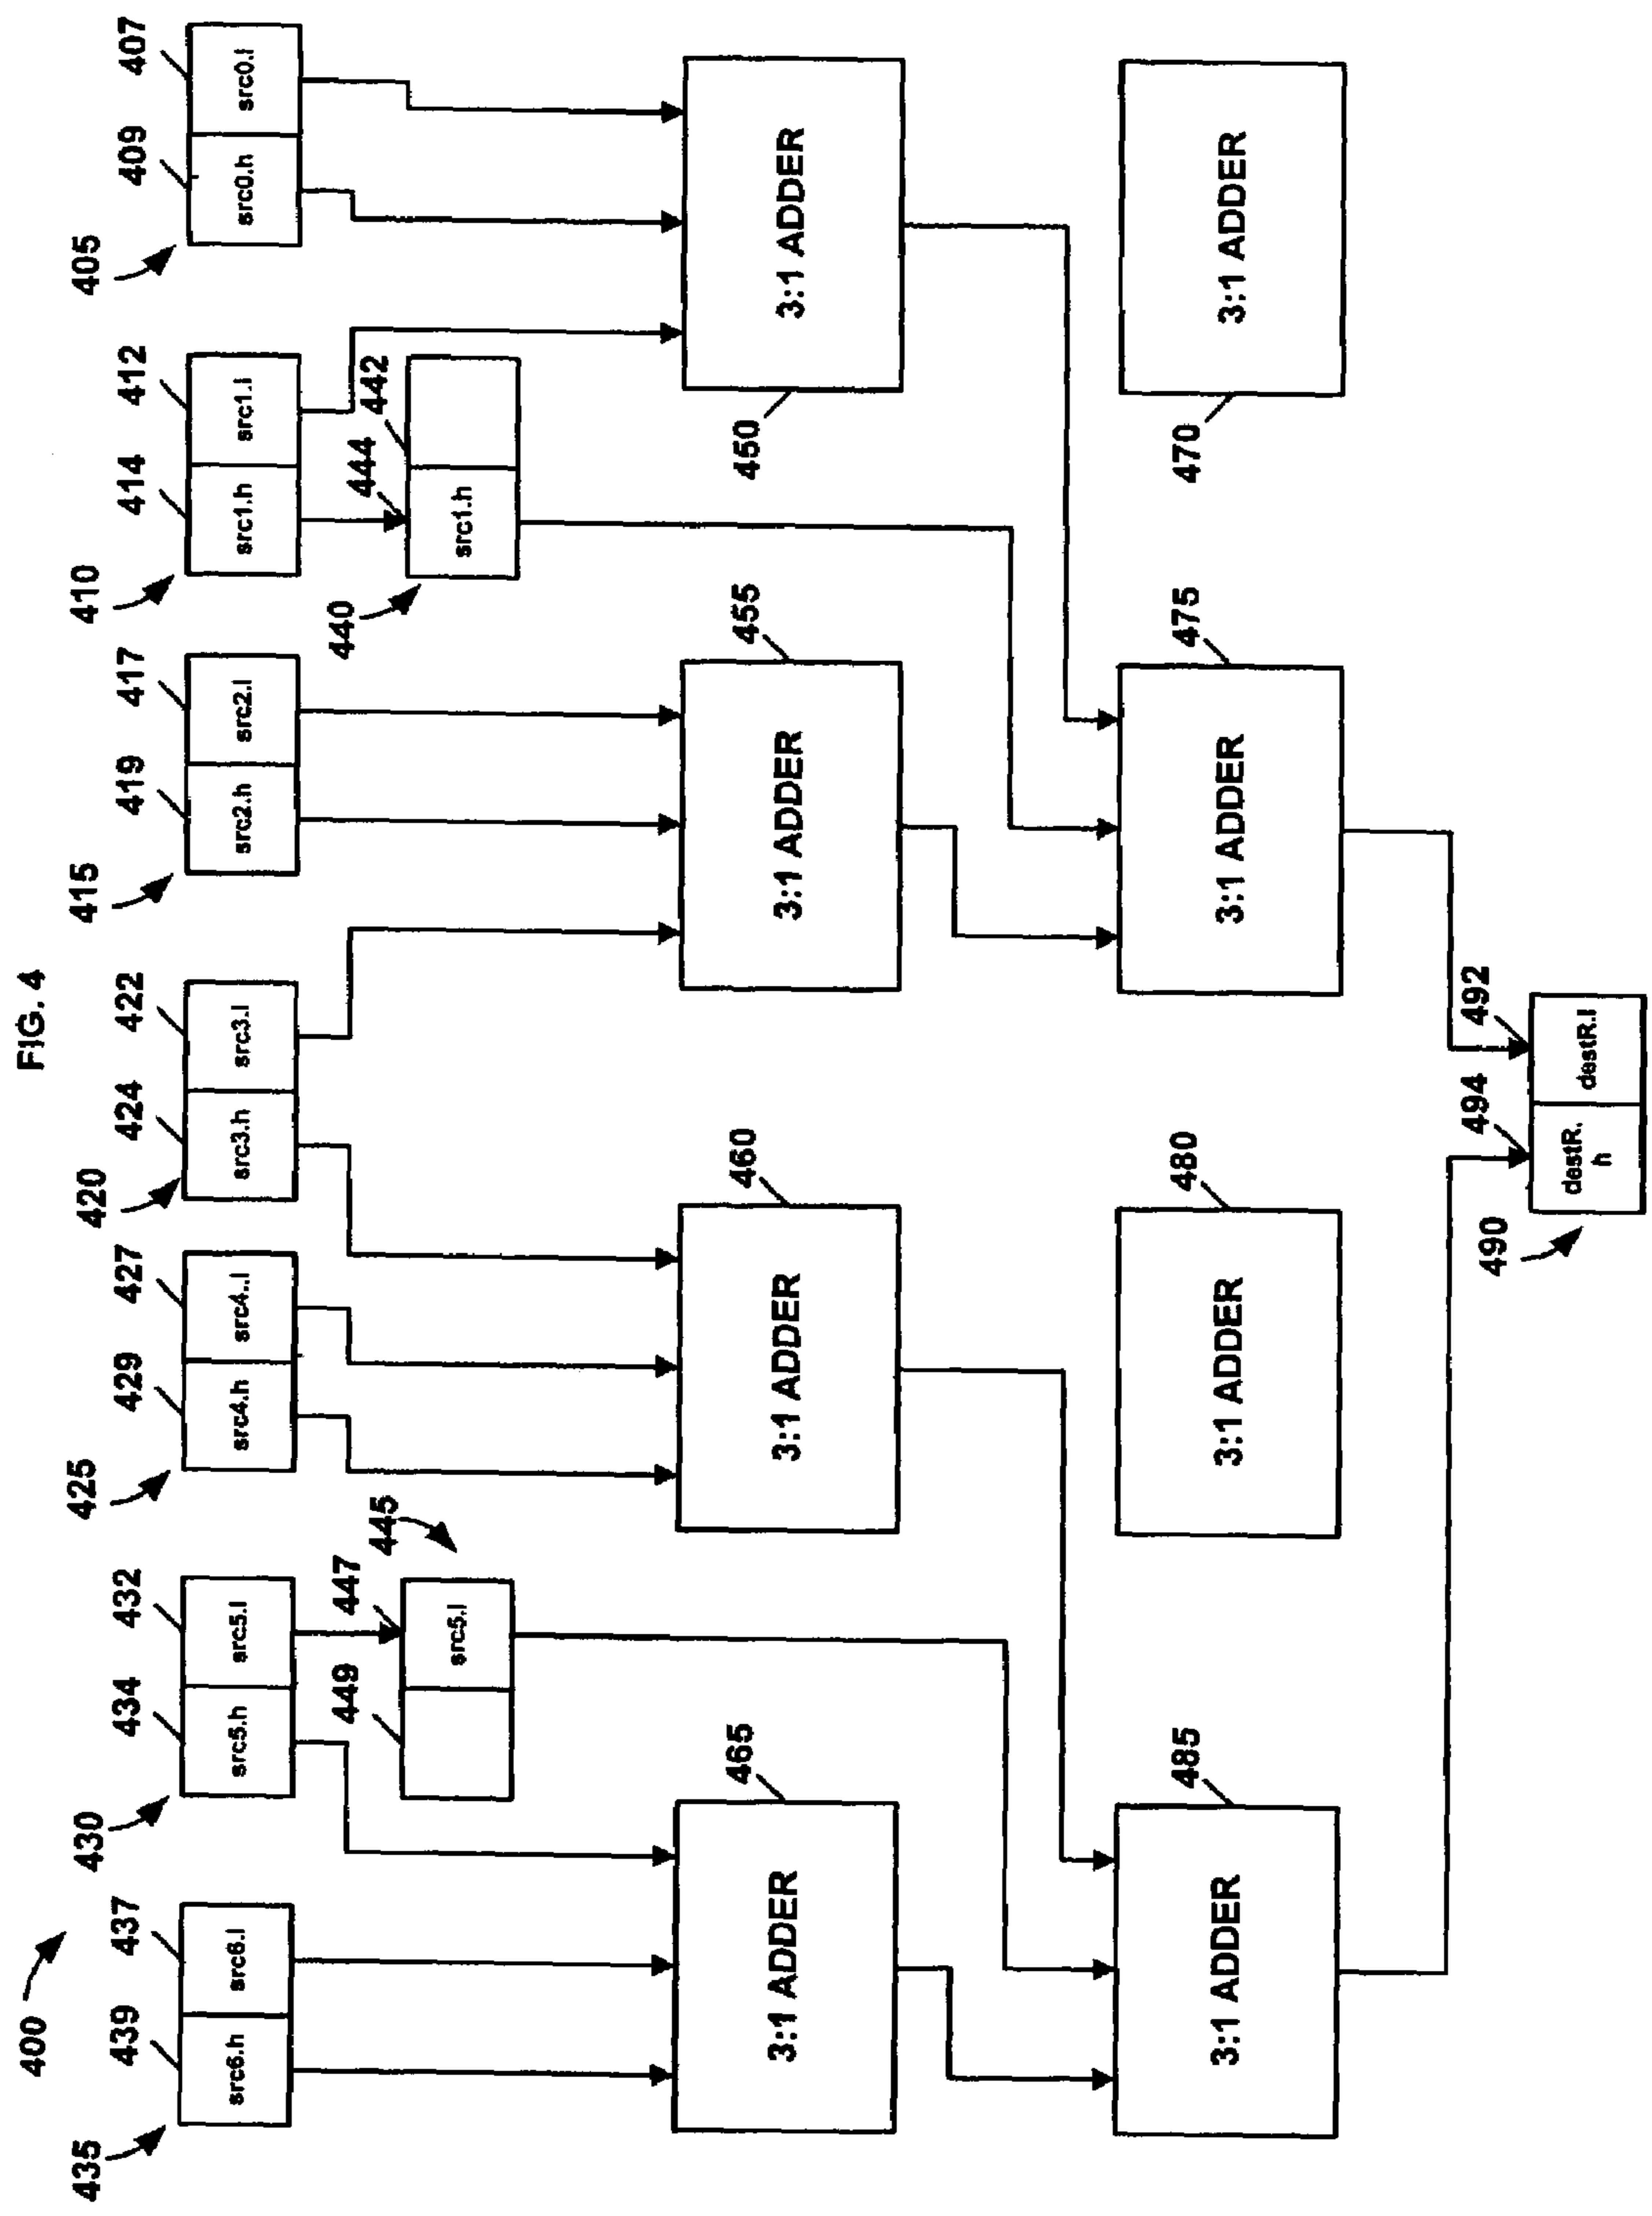 400
FIG. 4
435 430 425 420 415 410 405
439 437 434 432 429 427 424 422 419 417 414 412 409 407
src6.h src6.l src5.h src5.l src4.h src4..l src3.h src3.l src2.h src2.l src1.h src1.l src0.h src0.l
449 447 445 440 444 442
src5.l src1.h
465 460 455 450
3:1 ADDER 3:1 ADDER 3:1 ADDER 3:1 ADDER
485 480 475 470
3:1 ADDER 3:1 ADDER 3:1 ADDER 3:1 ADDER
490 494 492
destR. destR.l
h